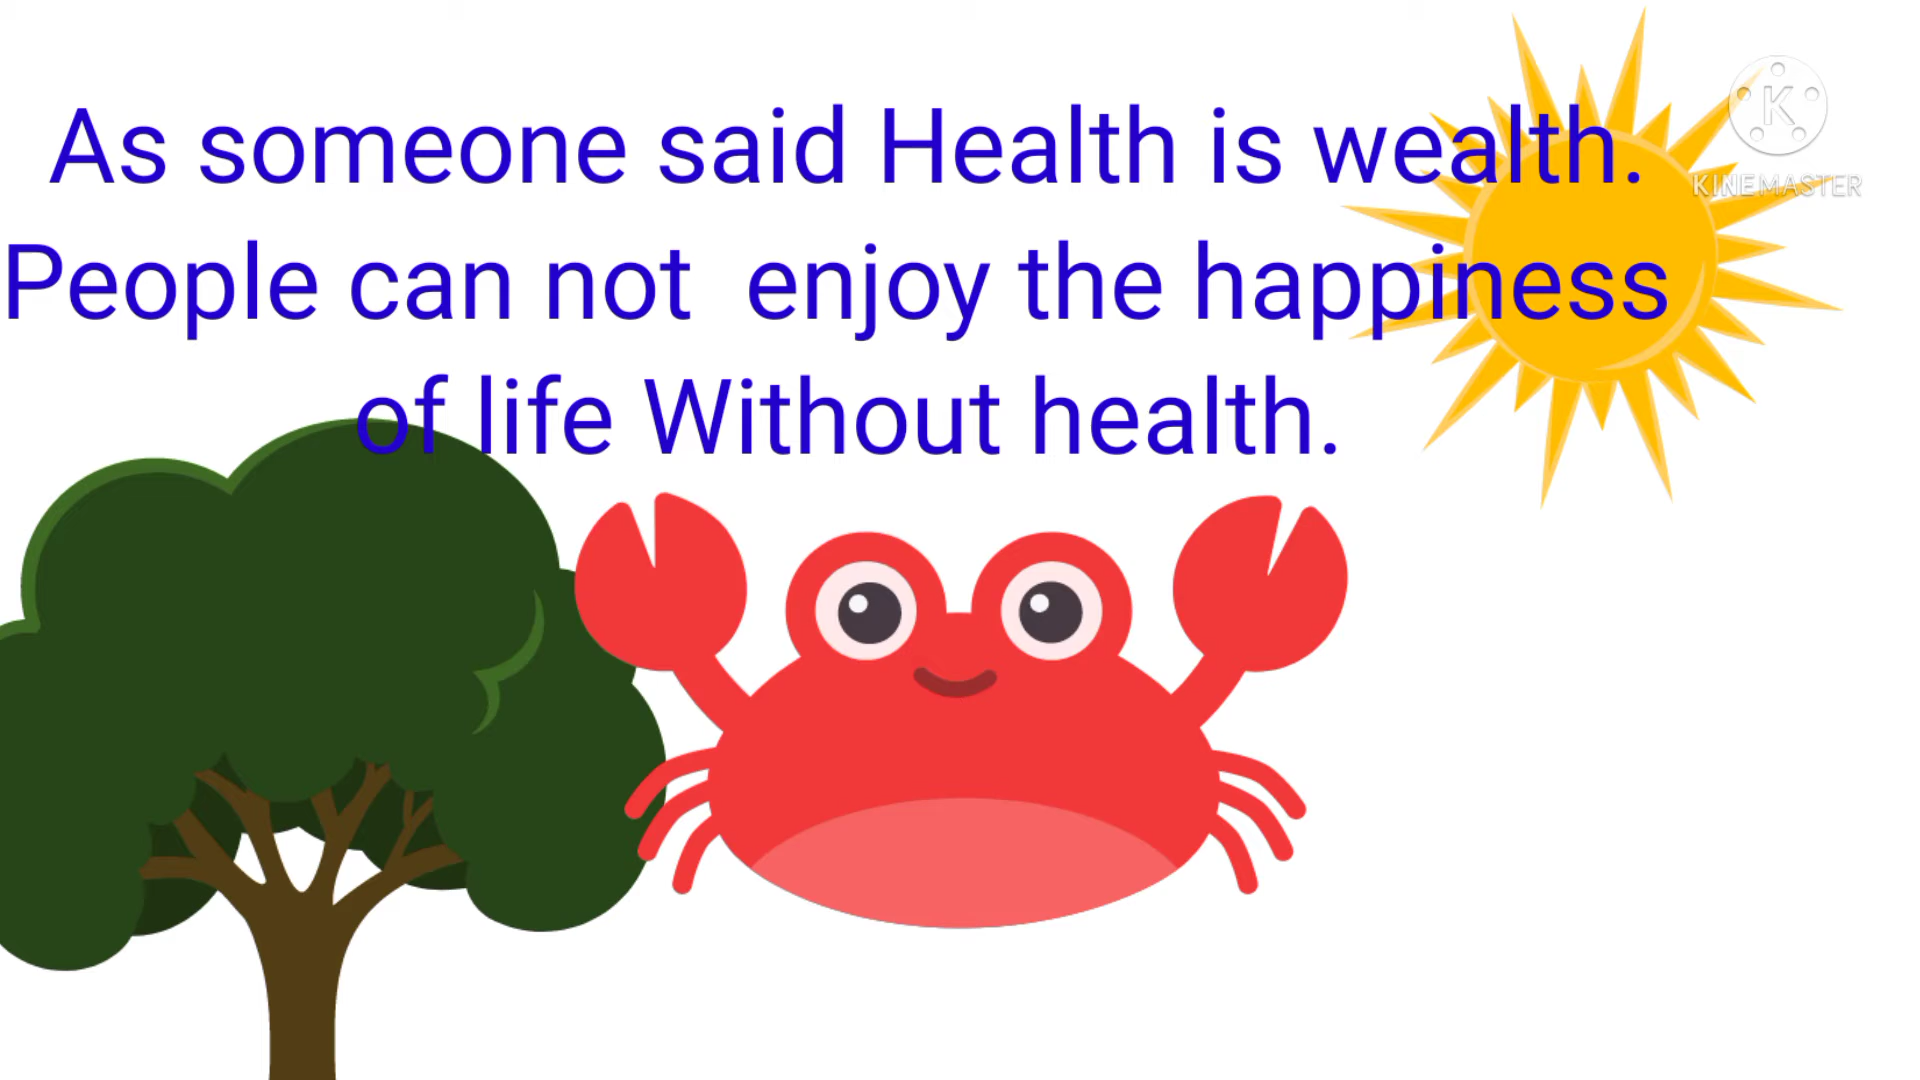 As someone said Health is wealth.
People can not  enjoy the happiness
of life Without health.
K
KINEMASTER